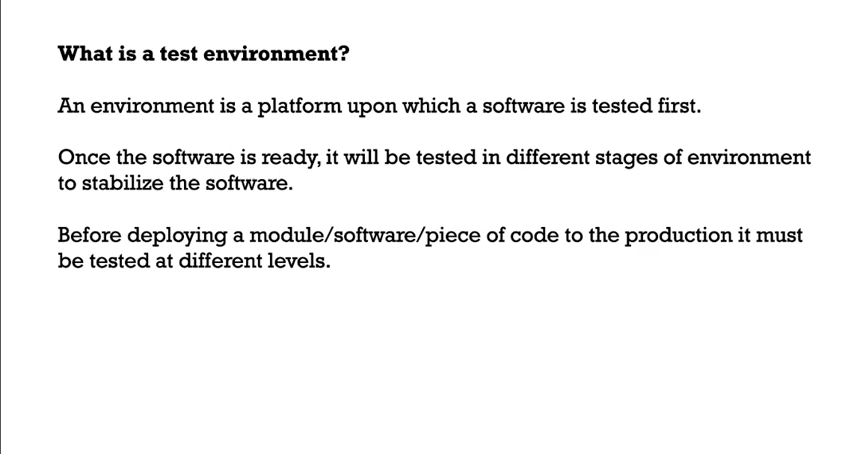 What is a test environment?
An environment is a platform upon which a software is tested first.
Once the software is ready, it will be tested in different stages of environment
to stabilize the software.
Before deploying a module/software/piece of code to the production it must
be tested at different levels.